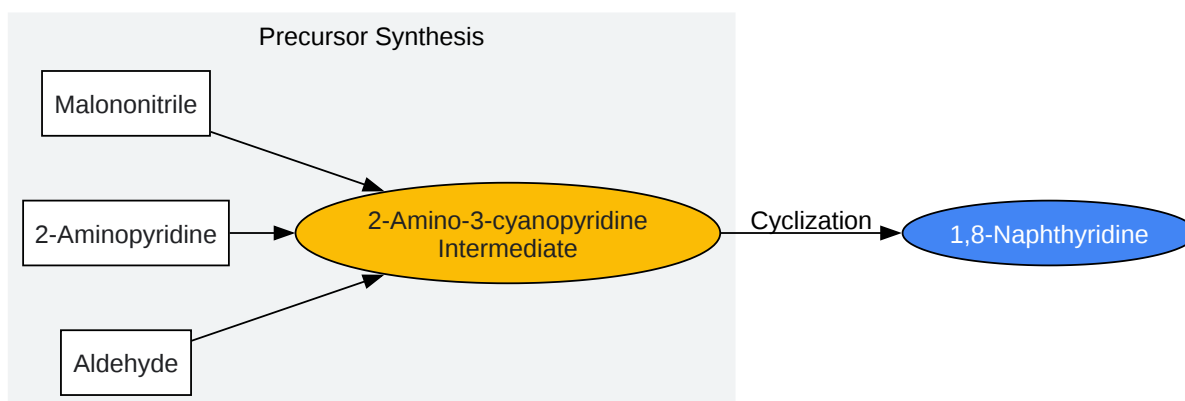 Precursor Synthesis
Malononitrile
2-Aminopyridine
Aldehyde
2-Amino-3-cyanopyridine
Intermediate
Cyclization
1,8-Naphthyridine